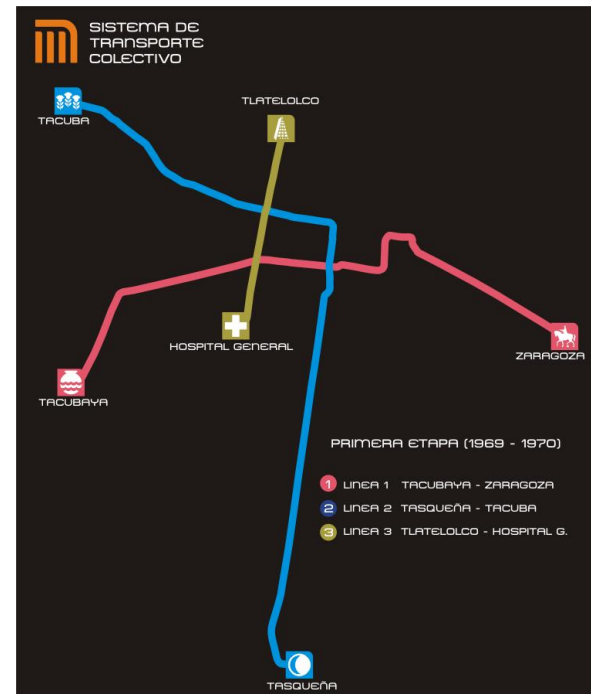 SISTEMA DE
TRANSPORTE
COLECTIVO
TLATELOLCO
TACUBA
HOSPITAL GENERAL
ZARAGOZA
TACUBAYA
PRIMERA ETAPA (1969 - 1970)
1 LINEA 1 TACUBAYA - ZARAGOZA
2 LINEA 2 TASQUEÑA - TACUBA
3 LINEA 3 TLATELOLCO - HOSPITAL G.
TASQUEÑA